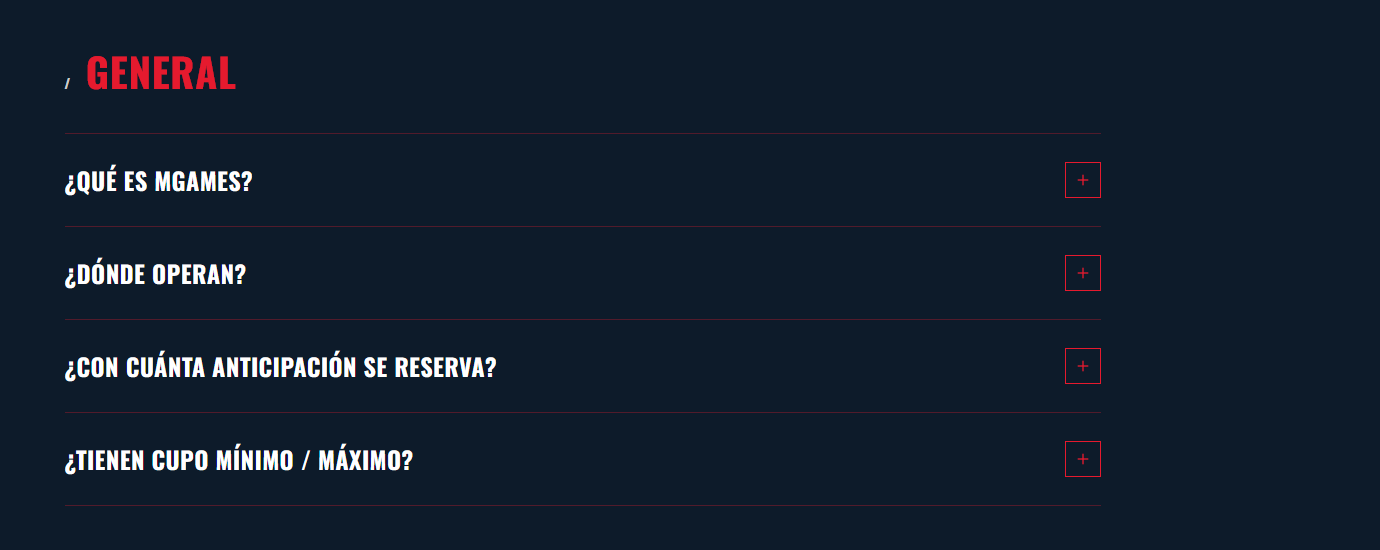 / GENERAL
¿QUÉ ES MGAMES?
+
¿DÓNDE OPERAN?
+
¿CON CUÁNTA ANTICIPACIÓN SE RESERVA?
+
¿TIENEN CUPO MÍNIMO / MÁXIMO?
+